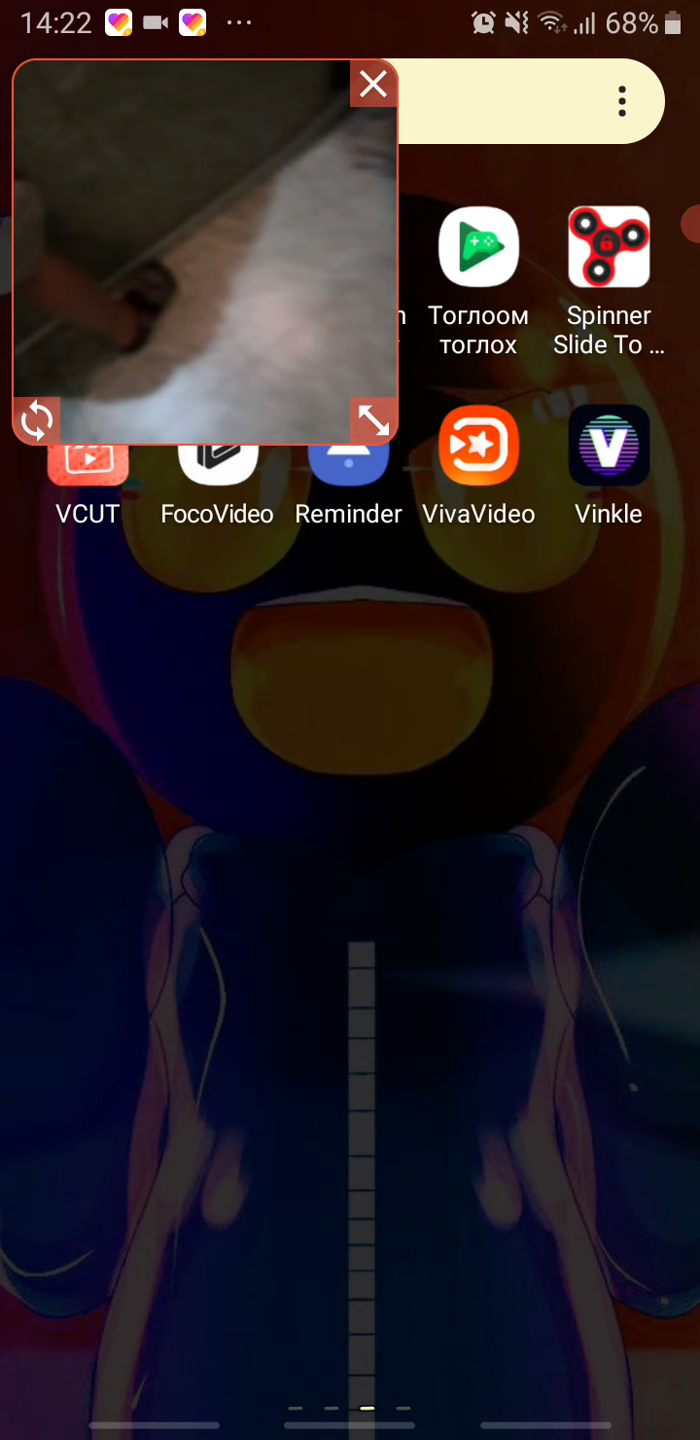 14:22
68%
Тоглоом
тоглох
Spinner
Slide To ...
VCUT
FocoVideo
Reminder
VivaVideo
Vinkle